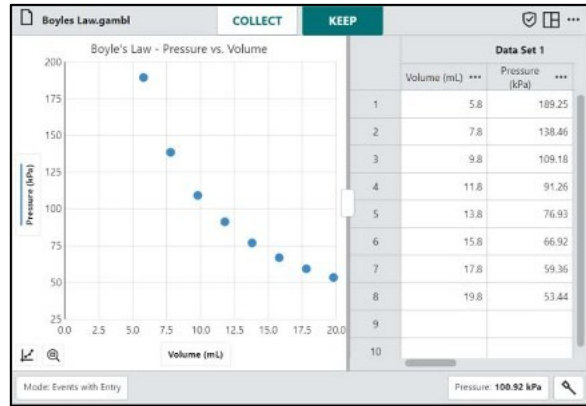 Boyles Law.gambl
COLLECT
KEEP
Boyle's Law - Pressure vs. Volume
200
175
150
125
100
75
50
25
Pressure (kPa)
0.0 2.5 5.0 7.5 10.0 12.5 15.0 17.5 20.0
Volume (mL)
Data Set 1
Volume (mL) Pressure (kPa)
1 5.8 189.25
2 7.8 138.46
3 9.8 109.18
4 11.8 91.26
5 13.8 76.93
6 15.8 66.92
7 17.8 59.36
8 19.8 53.44
9
10
Mode: Events with Entry
Pressure: 100.92 kPa